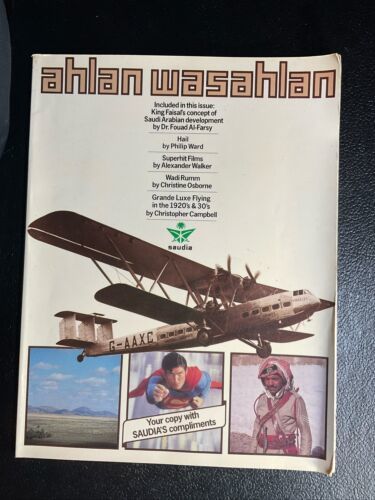 ahlan wasahlan
Included in this issue:
King Faisal's concept of
Saudi Arabian development
by Dr. Fouad Al-Farsy
Hail
by Philip Ward
Superhit Films
by Alexander Walker
Wadi Rumm
by Christine Osborne
Grande Luxe Flying
in the 1920's & 30's
by Christopher Campbell
saudia
G-AAXC
Your copy with
SAUDIA'S compliments